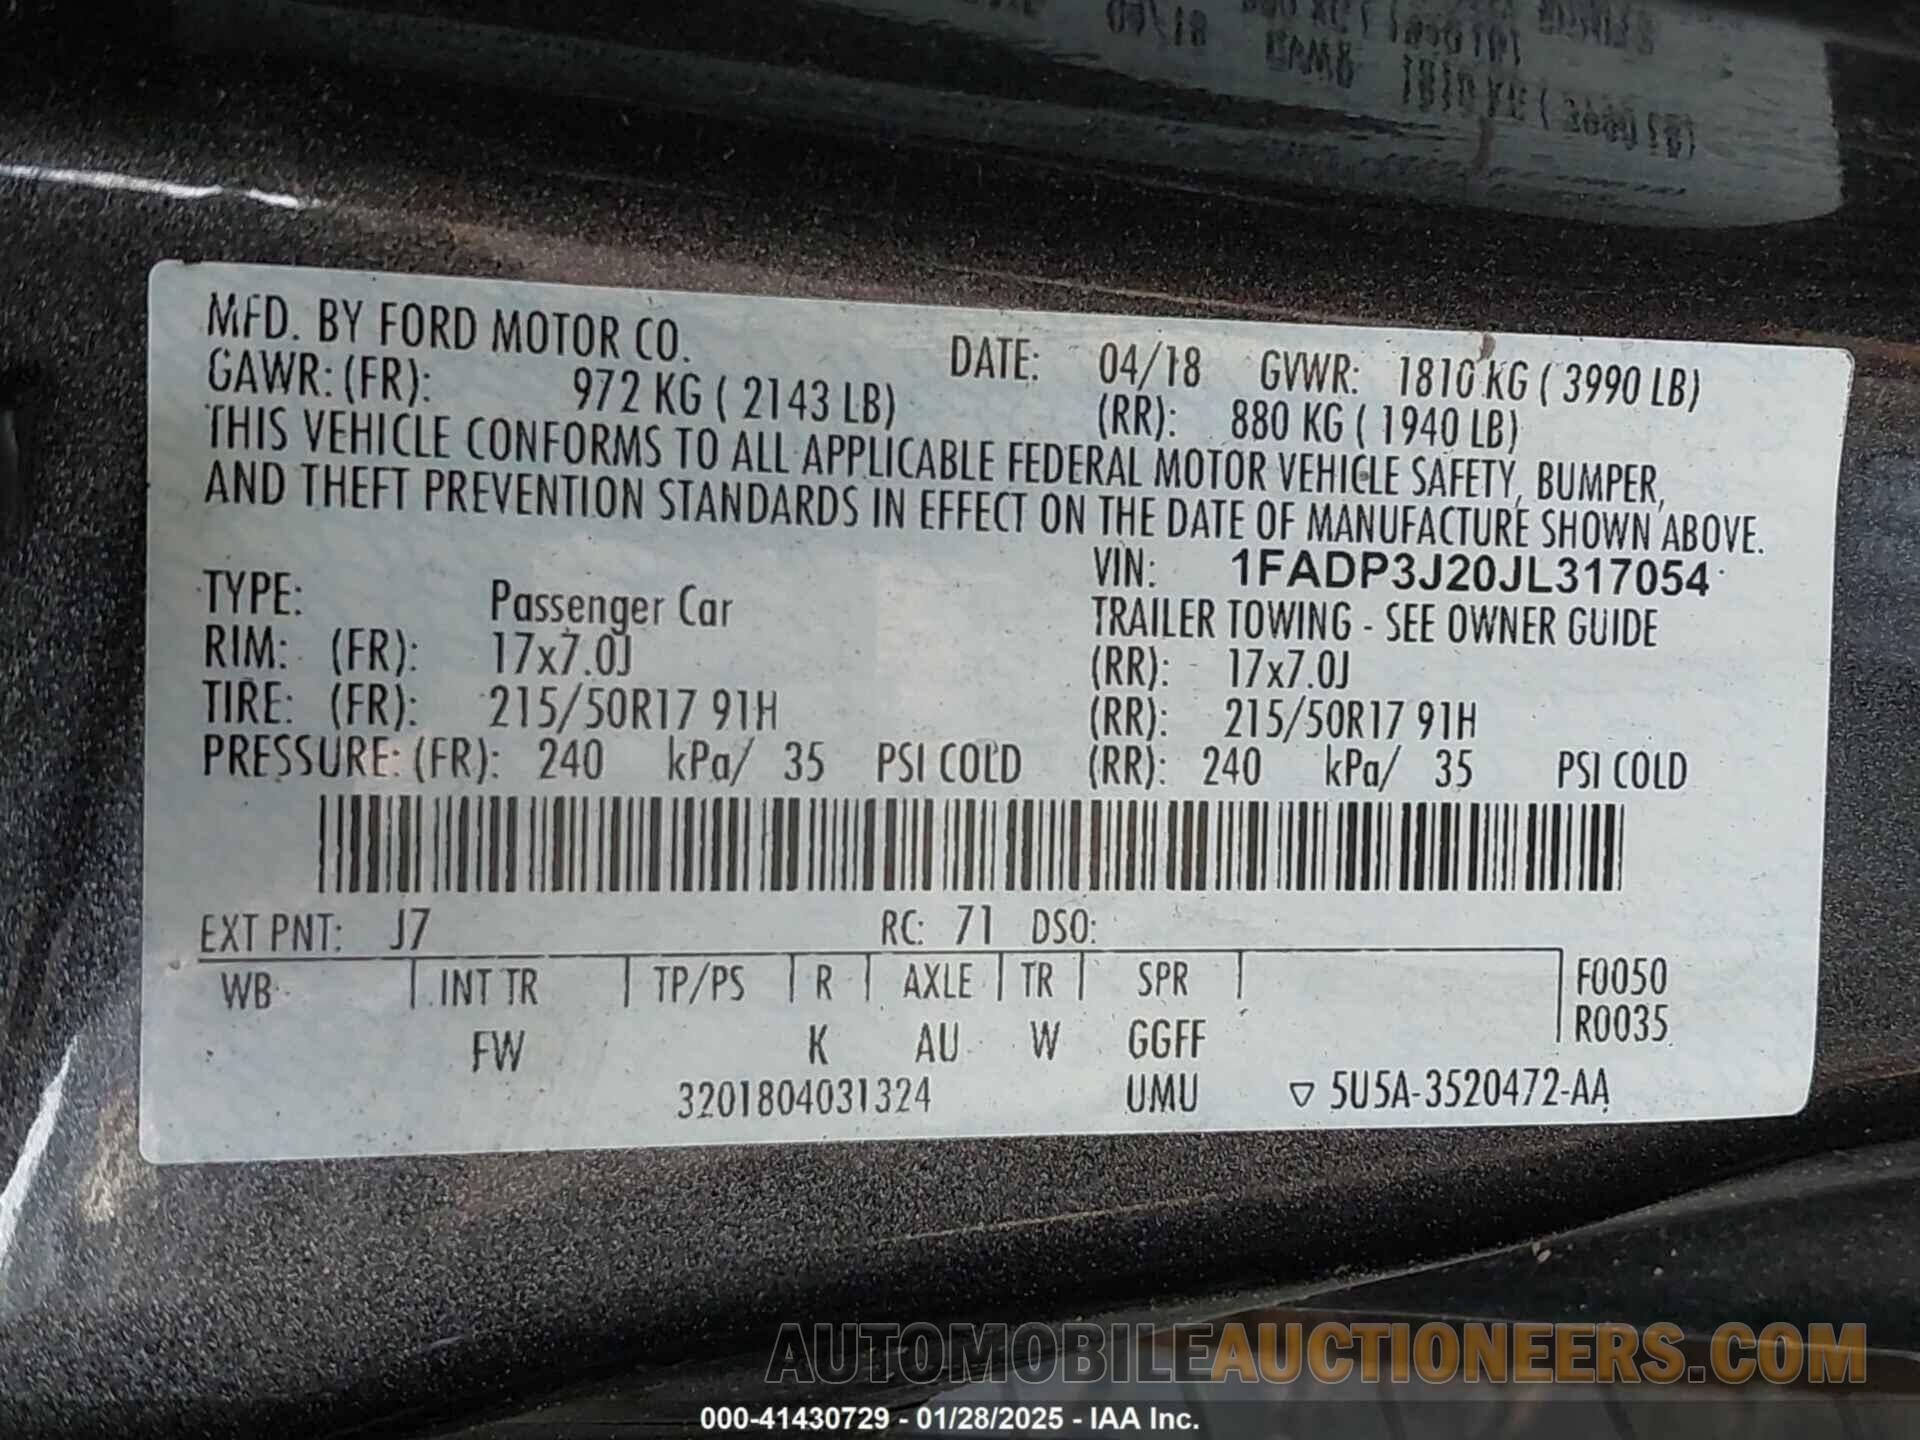 MFD. BY FORD MOTOR CO. DATE: 04/18 GVWR: 1810 KG ( 3990 LB)
GAWR: (FR): 972 KG ( 2143 LB) (RR): 880 KG ( 1940 LB)
THIS VEHICLE CONFORMS TO ALL APPLICABLE FEDERAL MOTOR VEHICLE SAFETY, BUMPER,
AND THEFT PREVENTION STANDARDS IN EFFECT ON THE DATE OF MANUFACTURE SHOWN ABOVE.
VIN: 1FADP3J20JL317054
TYPE: Passenger Car TRAILER TOWING - SEE OWNER GUIDE
RIM: (FR): 17x7.0J (RR): 17x7.0J
TIRE: (FR): 215/50R17 91H (RR): 215/50R17 91H
PRESSURE: (FR): 240 kPa/ 35 PSI COLD (RR): 240 kPa/ 35 PSI COLD
EXT PNT: J7 RC: 71 DSO:
WB INT TR TP/PS R AXLE TR SPR F0050
R0035
FW K AU W GGFF
3201804031324 UMU ▽ 5U5A-3520472-AA
AUTOMOBILEAUCTIONEERS.COM
000-41430729 - 01/28/2025 - IAA Inc.